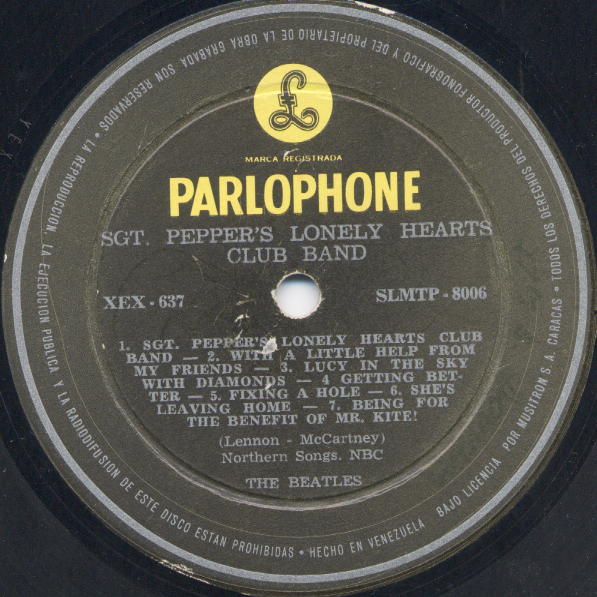 MARCA REGISTRADA
PARLOPHONE
SGT. PEPPER'S LONELY HEARTS
CLUB BAND
XEX - 637
SLMTP - 8006
1. SGT. PEPPER'S LONELY HEARTS CLUB
BAND — 2. WITH A LITTLE HELP FROM
MY FRIENDS — 3. LUCY IN THE SKY
WITH DIAMONDS — 4 GETTING BET-
TER — 5. FIXING A HOLE — 6. SHE'S
LEAVING HOME — 7. BEING FOR
THE BENEFIT OF MR. KITE!
(Lennon - McCartney)
Northern Songs. NBC
THE BEATLES
TODOS LOS DERECHOS DEL PRODUCTOR FONOGRAFICO Y DEL PROPIETARIO DE LA OBRA GRABADA SON RESERVADOS • LA REPRODUCCION, LA EJECUCION PUBLICA Y LA RADIODIFUSION DE ESTE DISCO ESTAN PROHIBIDAS • HECHO EN VENEZUELA BAJO LICENCIA POR MUSITRON S. A. CARACAS •